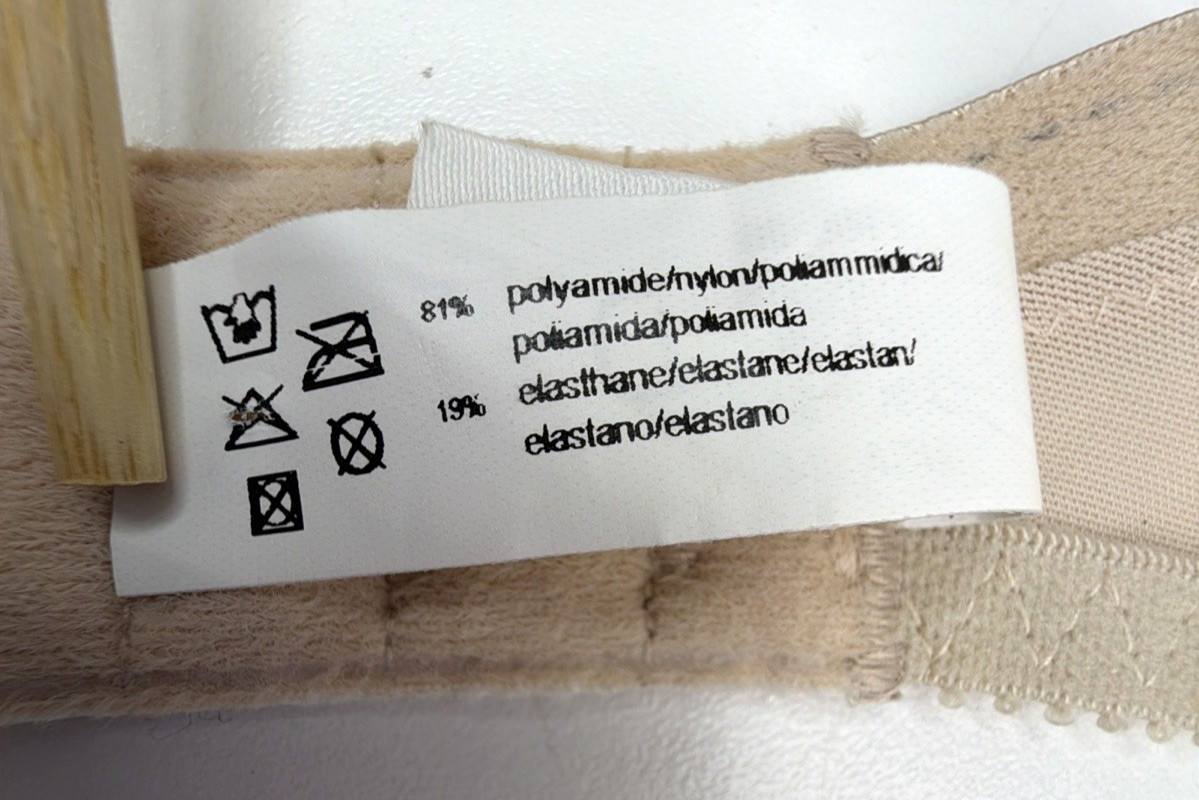 81% polyamide/nylon/poliammidica/
poliamida/poliamida
19% elasthane/elastane/elastan/
elastano/elastano